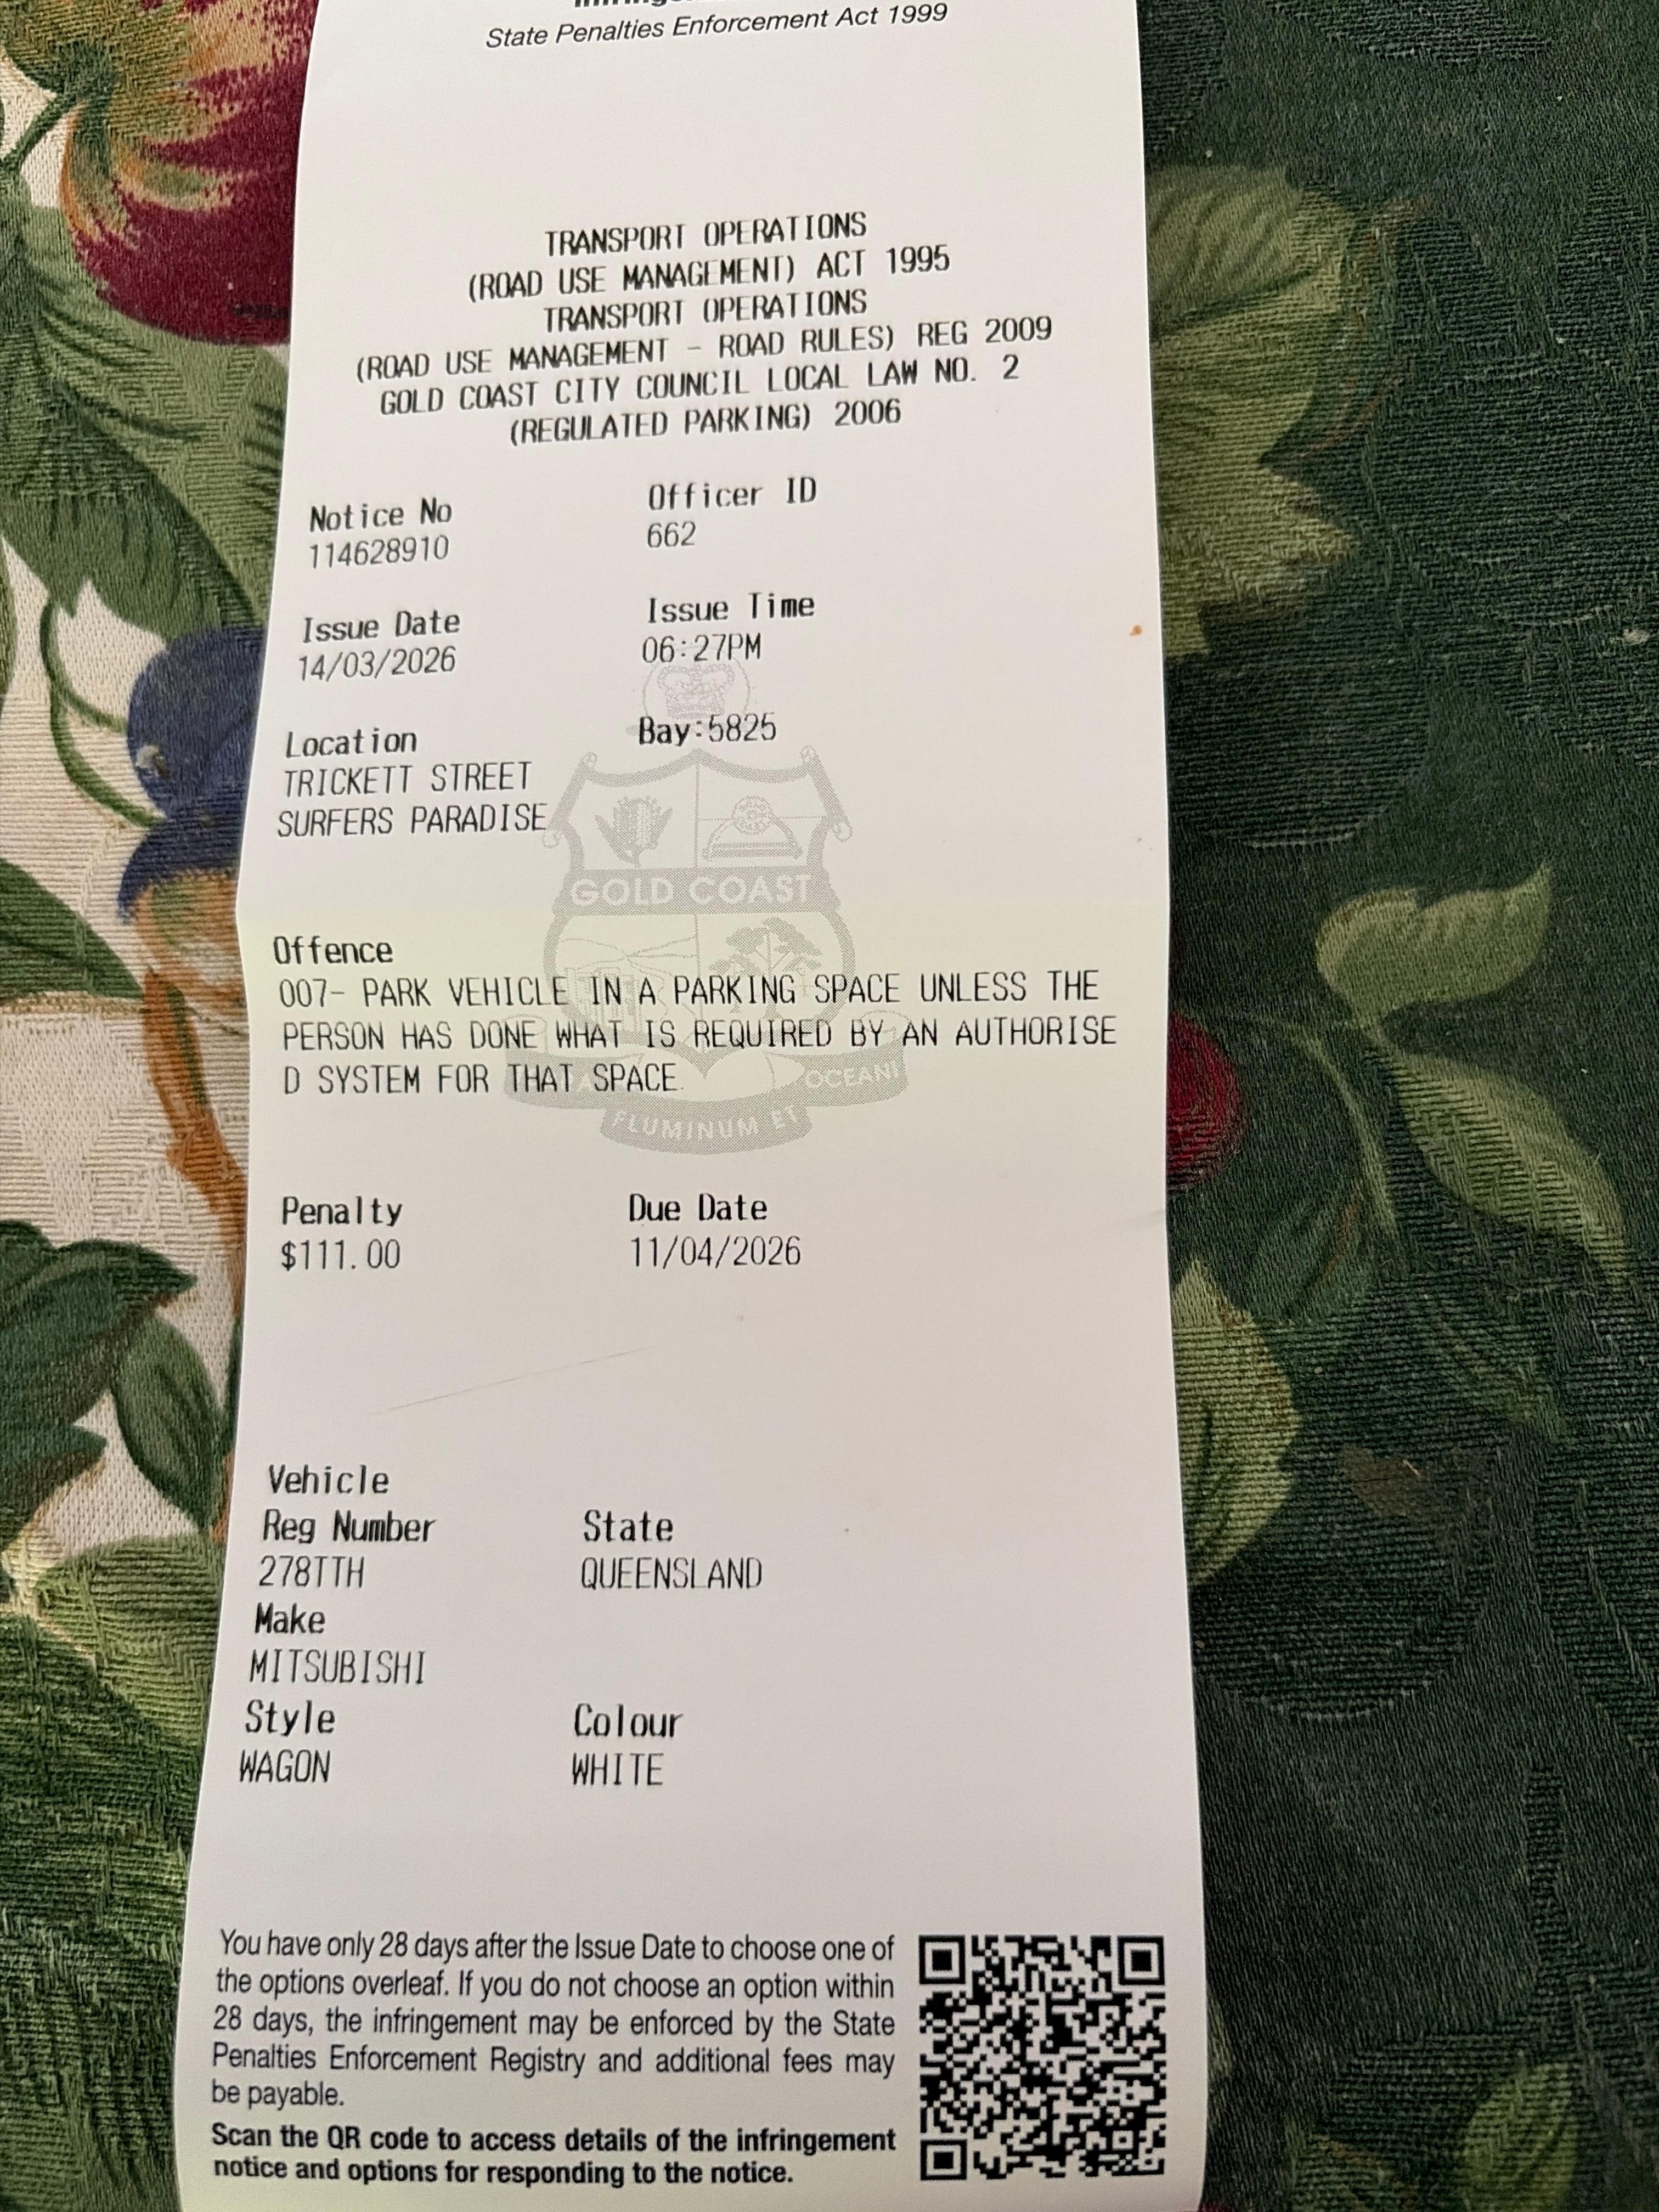 State Penalties Enforcement Act 1999
TRANSPORT OPERATIONS
(ROAD USE MANAGEMENT) ACT 1995
TRANSPORT OPERATIONS
(ROAD USE MANAGEMENT - ROAD RULES) REG 2009
GOLD COAST CITY COUNCIL LOCAL LAW NO. 2
(REGULATED PARKING) 2006
Notice No Officer ID
114628910 662
Issue Date Issue Time
14/03/2026 06:27PM
Location Bay:5825
TRICKETT STREET
SURFERS PARADISE
GOLD COAST
Offence
007- PARK VEHICLE IN A PARKING SPACE UNLESS THE
PERSON HAS DONE WHAT IS REQUIRED BY AN AUTHORISE
D SYSTEM FOR THAT SPACE
OCEANI
FLUMINUM ET
Penalty Due Date
$111.00 11/04/2026
Vehicle
Reg Number State
278TTH QUEENSLAND
Make
MITSUBISHI
Style Colour
WAGON WHITE
You have only 28 days after the Issue Date to choose one of
the options overleaf. If you do not choose an option within
28 days, the infringement may be enforced by the State
Penalties Enforcement Registry and additional fees may
be payable.
Scan the QR code to access details of the infringement
notice and options for responding to the notice.